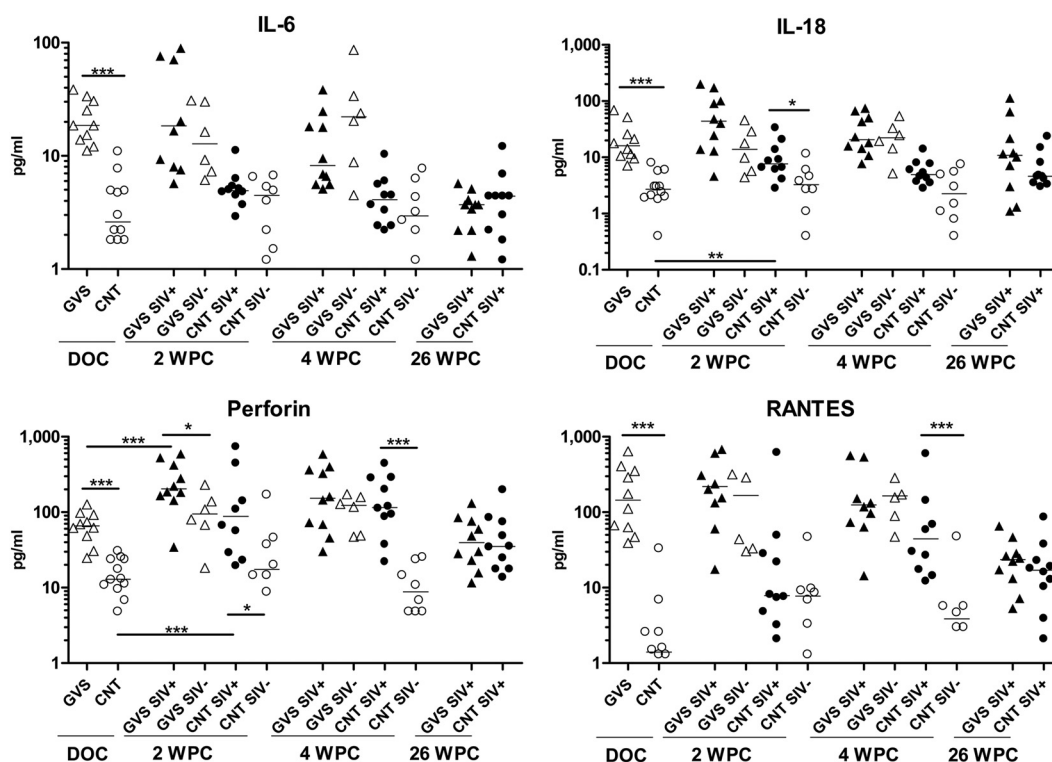 IL-6
100
10
1
pg/ml
***
GVS
CNT
GVS SIV+
GVS SIV-
CNT SIV+
CNT SIV-
GVS SIV+
GVS SIV-
CNT SIV+
CNT SIV-
GVS SIV+
CNT SIV+
DOC
2 WPC
4 WPC
26 WPC
IL-18
1,000
100
10
1
0.1
pg/ml
***
*
**
GVS
CNT
GVS SIV+
GVS SIV-
CNT SIV+
CNT SIV-
GVS SIV+
GVS SIV-
CNT SIV+
CNT SIV-
GVS SIV+
CNT SIV+
DOC
2 WPC
4 WPC
26 WPC
Perforin
1,000
100
10
1
pg/ml
***
***
*
***
*
***
GVS
CNT
GVS SIV+
GVS SIV-
CNT SIV+
CNT SIV-
GVS SIV+
GVS SIV-
CNT SIV+
CNT SIV-
GVS SIV+
CNT SIV+
DOC
2 WPC
4 WPC
26 WPC
RANTES
1,000
100
10
1
pg/ml
***
***
GVS
CNT
GVS SIV+
GVS SIV-
CNT SIV+
CNT SIV-
GVS SIV+
GVS SIV-
CNT SIV+
CNT SIV-
GVS SIV+
CNT SIV+
DOC
2 WPC
4 WPC
26 WPC